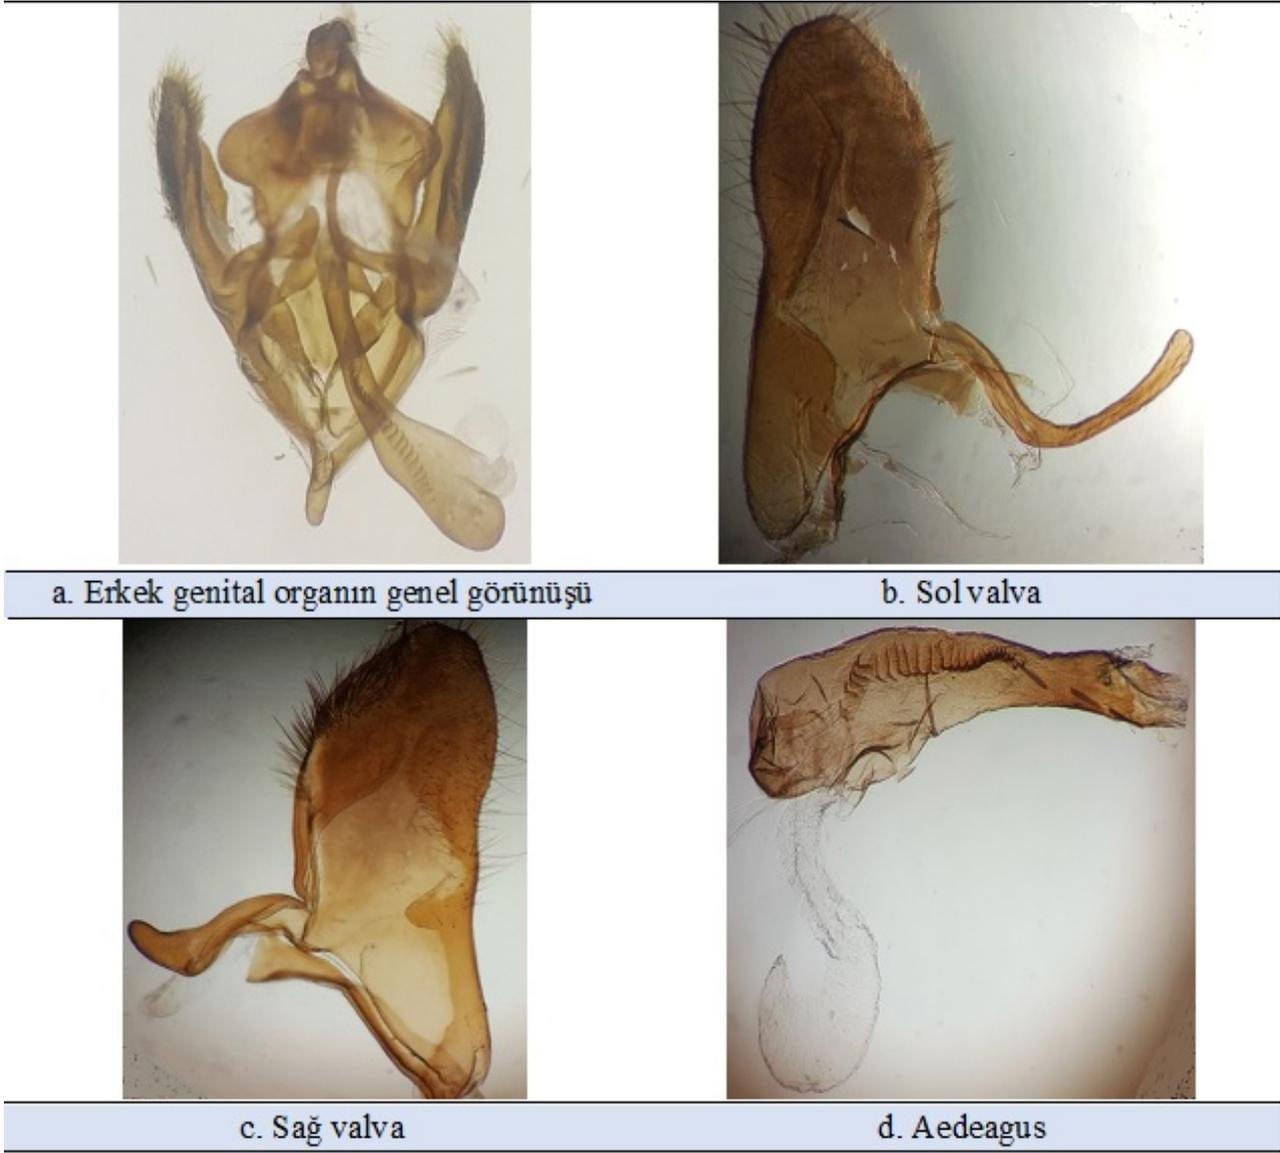 a. Erkek genital organın genel görünüşü
b. Sol valva
c. Sağ valva
d. Aedeagus